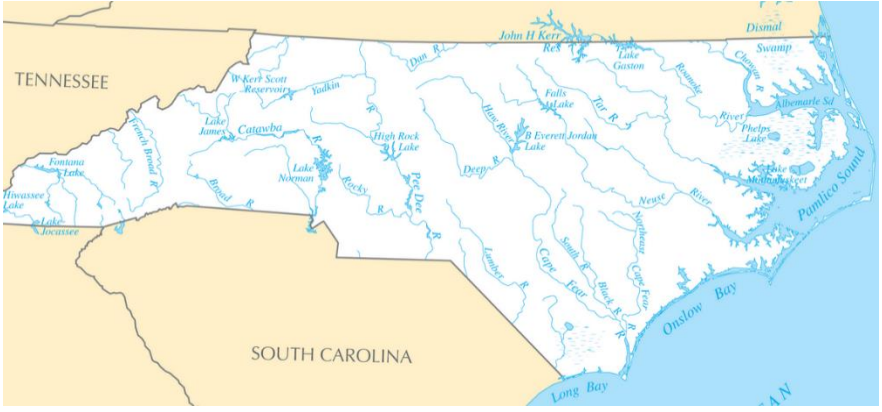 John H Kerr
Res
Dismal
Swamp
Lake
Gaston
Dan R
Roanoke
River
Chowan R
TENNESSEE
W Kerr Scott
Reservoirs
Yadkin
Falls
Lake
Tar R
Albemarle Sd
Lake
James
Catawba
R
French Broad R
Haw River
B Everett Jordan
Lake
High Rock
Lake
Phelps
Lake
Fontana
Lake
Deep R
Lake
Mattamuskeet
Lake
Norman
Rocky
R
Pee Dee
R
Broad R
Neuse
River
Pamlico Sound
Hiwassee
Lake
Lake
Jocassee
Northeast
Cape Fear
R
South R
Black R
Cape
Fear
R
Lumber
R
Onslow Bay
SOUTH CAROLINA
Long Bay
AN